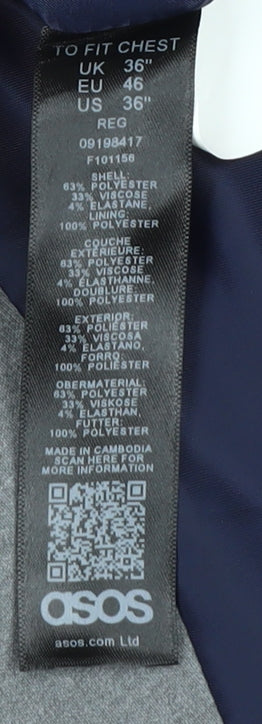 TO FIT CHEST
UK 36"
EU 46
US 36"
REG
09198417
F101156
SHELL:
63% POLYESTER
33% VISCOSE
4% ELASTANE,
LINING:
100% POLYESTER
COUCHE
EXTÉRIEURE:
63% POLYESTER
33% VISCOSE
4% ÉLASTHANNE,
DOUBLURE:
100% POLYESTER
EXTERIOR:
63% POLIÉSTER
33% VISCOSA
4% ELASTANO,
FORRO:
100% POLIÉSTER
OBERMATERIAL:
63% POLYESTER
33% VISKOSE
4% ELASTHAN,
FUTTER:
100% POLYESTER
MADE IN CAMBODIA
SCAN HERE FOR
MORE INFORMATION
asos
asos.com Ltd